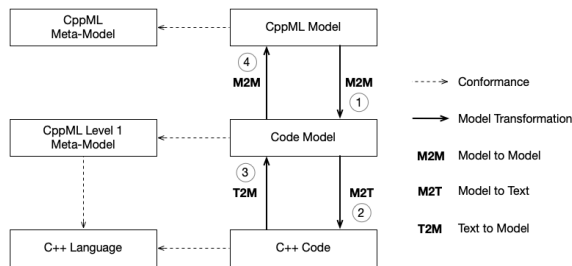 CppML
Meta-Model
CppML Model
4
M2M
M2M
1
Conformance
Model Transformation
CppML Level 1
Meta-Model
Code Model
M2M Model to Model
3
T2M
M2T
2
M2T Model to Text
T2M Text to Model
C++ Language
C++ Code